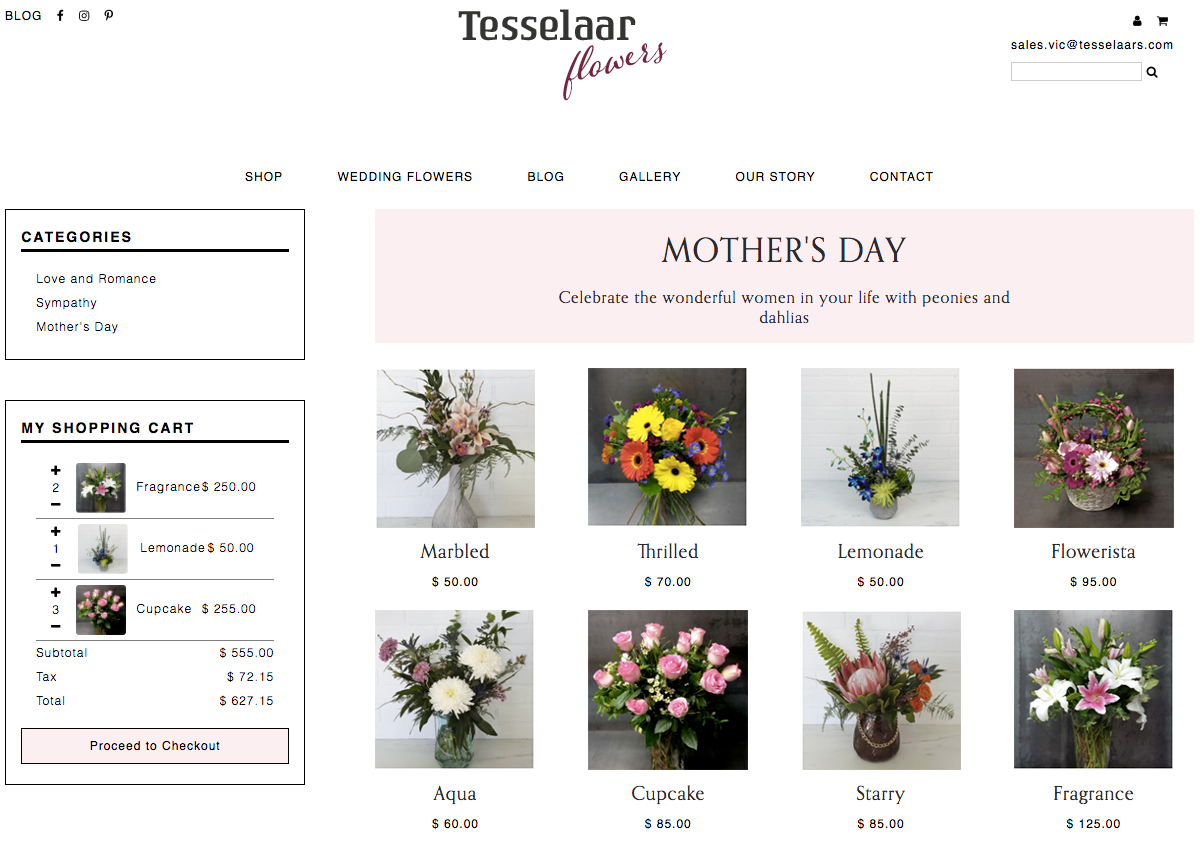 BLOG
Tesselaar
flowers
sales.vic@tesselaars.com
SHOP WEDDING FLOWERS BLOG GALLERY OUR STORY CONTACT
CATEGORIES
Love and Romance
Sympathy
Mother's Day
MY SHOPPING CART
2 Fragrance $ 250.00
1 Lemonade $ 50.00
3 Cupcake $ 255.00
Subtotal $ 555.00
Tax $ 72.15
Total $ 627.15
Proceed to Checkout
MOTHER'S DAY
Celebrate the wonderful women in your life with peonies and
dahlias
Marbled Thrilled Lemonade Flowerista
$ 50.00 $ 70.00 $ 50.00 $ 95.00
Aqua Cupcake Starry Fragrance
$ 60.00 $ 85.00 $ 85.00 $ 125.00